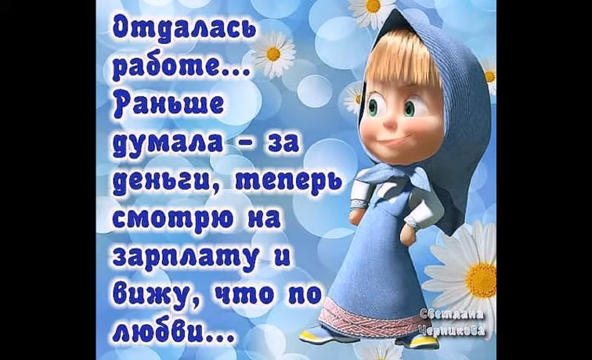 Отдалась
работе...
Раньше
думала - за
деньги, теперь
смотрю на
зарплату и
вижу, что по
любви...
Светлана
Черникова